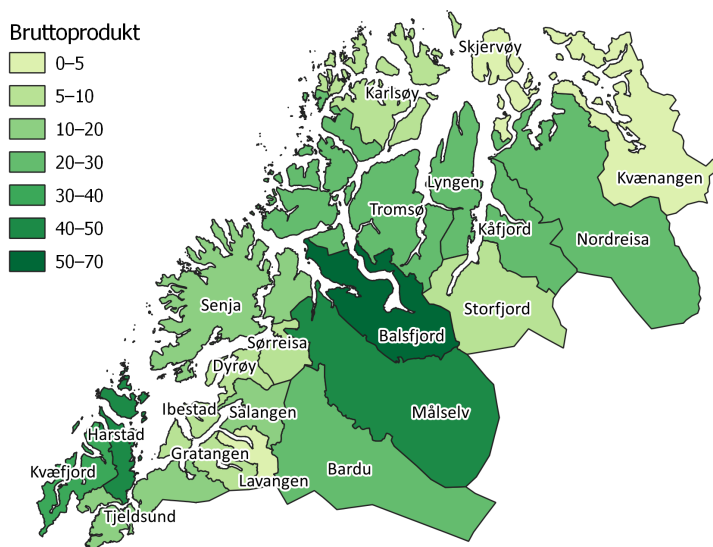 Bruttoprodukt
0–5
5–10
10–20
20–30
30–40
40–50
50–70
Skjervøy
Karlsøy
Kvænangen
Lyngen
Tromsø
Kåfjord
Nordreisa
Senja
Storfjord
Balsfjord
Sørreisa
Dyrøy
Ibestad
Salangen
Målselv
Harstad
Gratangen
Kvæfjord
Bardu
Lavangen
Tjeldsund